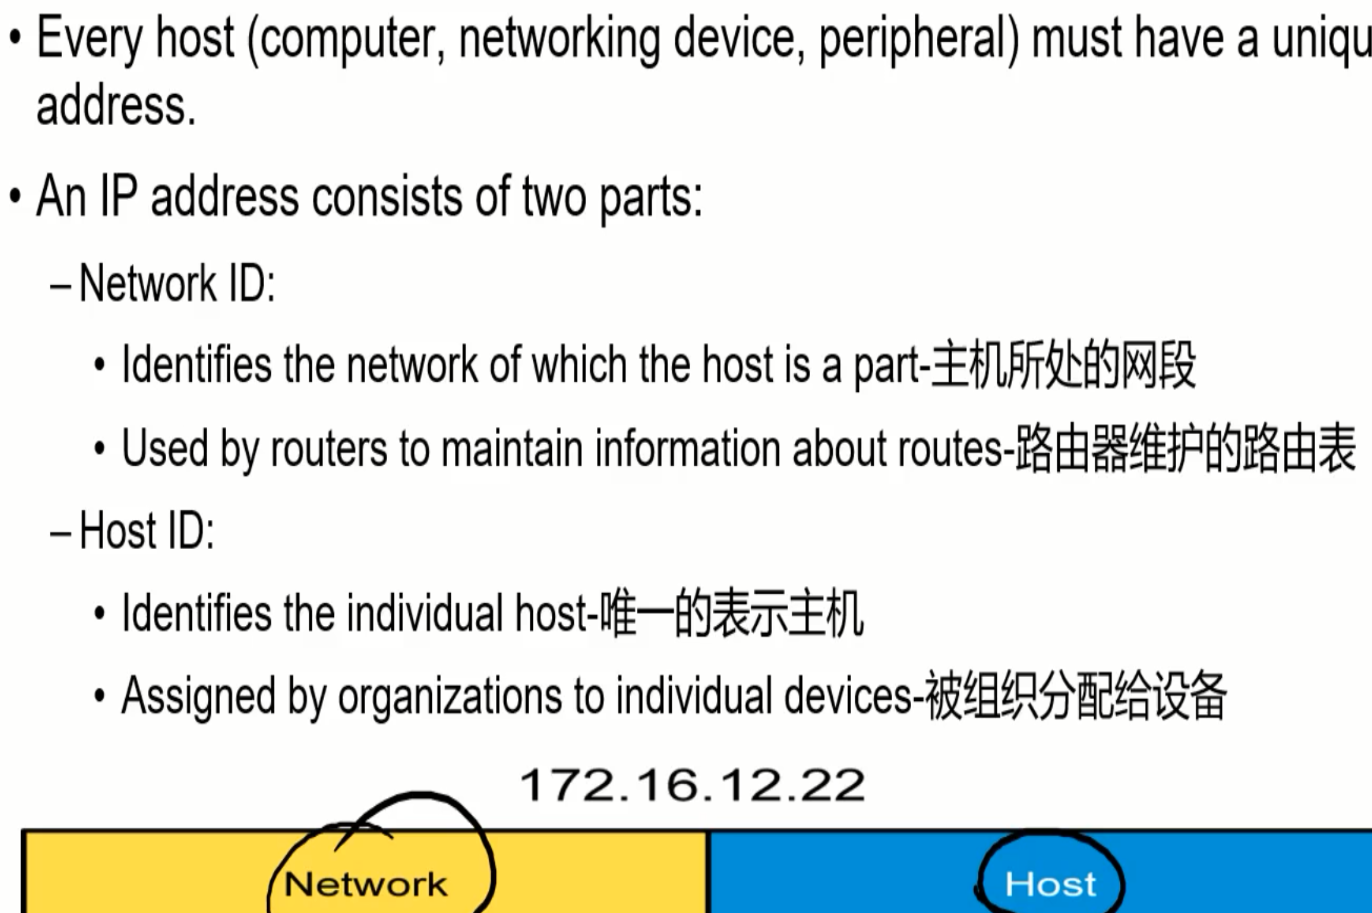 • Every host (computer, networking device, peripheral) must have a uniqu
address.
• An IP address consists of two parts:
– Network ID:
• Identifies the network of which the host is a part-主机所处的网段
• Used by routers to maintain information about routes-路由器维护的路由表
– Host ID:
• Identifies the individual host-唯一的表示主机
• Assigned by organizations to individual devices-被组织分配给设备
172.16.12.22
Network Host